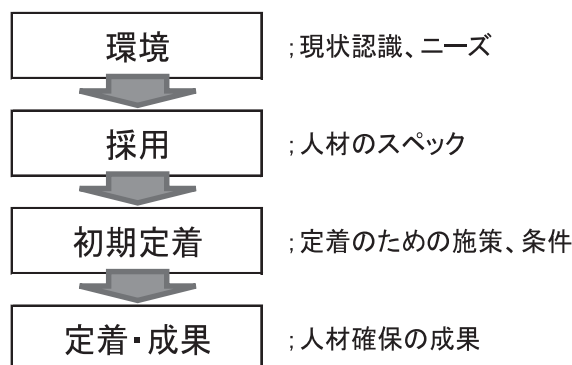 環境 ;現状認識、ニーズ
採用 ;人材のスペック
初期定着 ;定着のための施策、条件
定着・成果 ;人材確保の成果